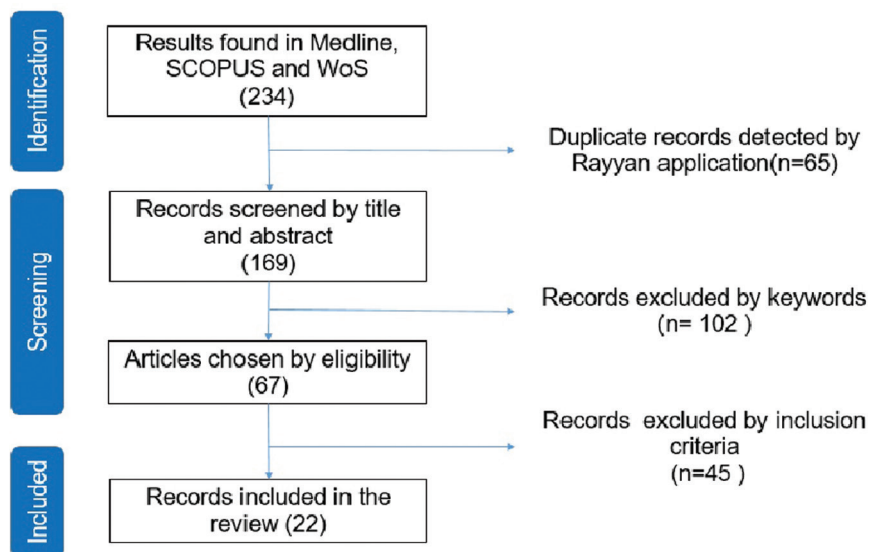 Identification
Results found in Medline,
SCOPUS and WoS
(234)
Duplicate records detected by
Rayyan application(n=65)
Screening
Records screened by title
and abstract
(169)
Records excluded by keywords
(n= 102 )
Articles chosen by eligibility
(67)
Records excluded by inclusion
criteria
(n=45 )
Included
Records included in the
review (22)